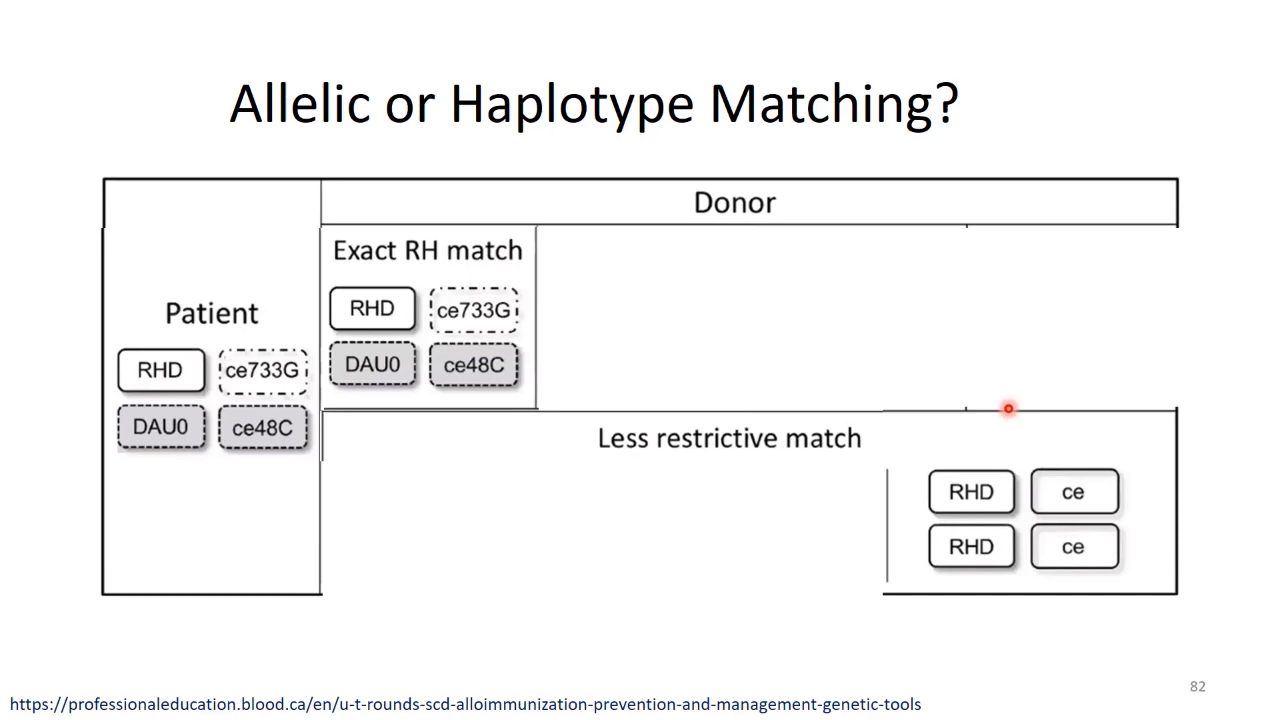 Allelic or Haplotype Matching?
Donor
Exact RH match
RHD ce733G
DAU0 ce48C
Patient
RHD ce733G
DAU0 ce48C
Less restrictive match
RHD ce
RHD ce
82
https://professionaleducation.blood.ca/en/u-t-rounds-scd-alloimmunization-prevention-and-management-genetic-tools